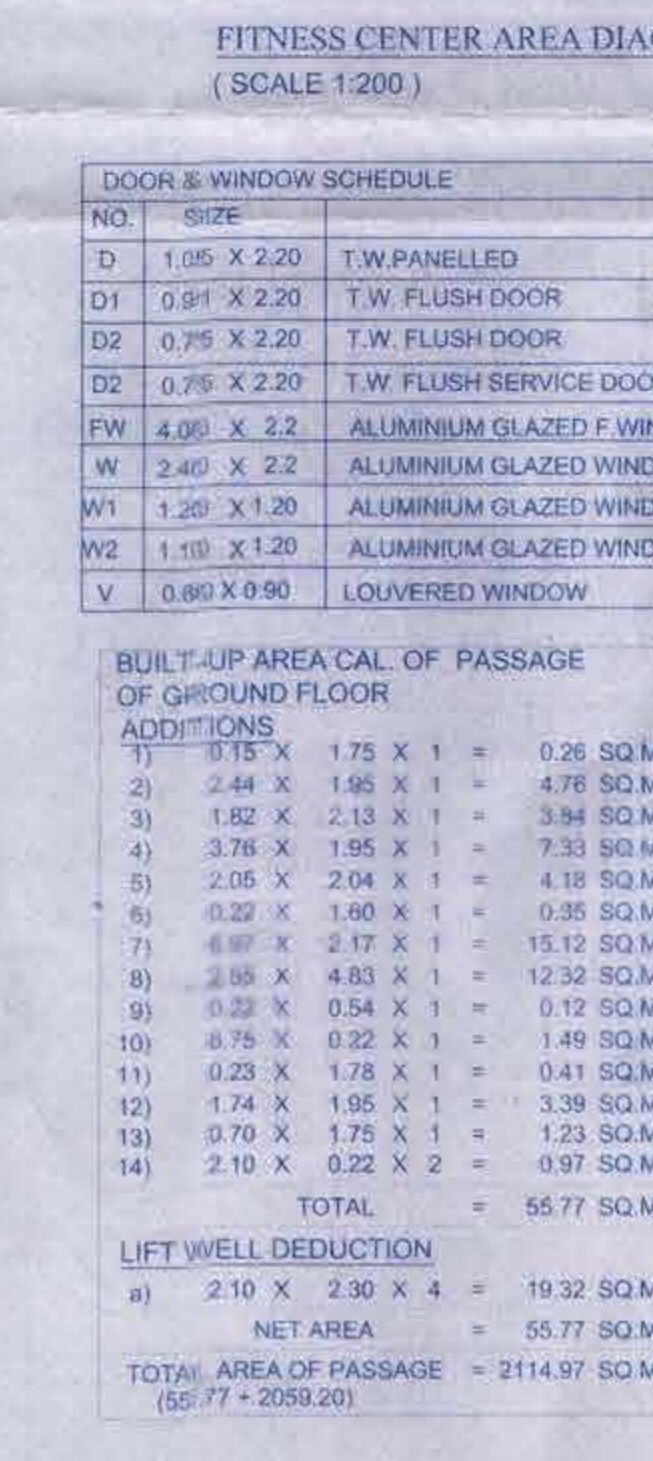 FITNESS CENTER AREA DIA
( SCALE 1:200 )
DOOR & WINDOW SCHEDULE
NO. SIZE
D 1.05 X 2.20 T.W.PANELLED
D1 0.91 X 2.20 T.W. FLUSH DOOR
D2 0.75 X 2.20 T.W. FLUSH DOOR
D2 0.75 X 2.20 T.W. FLUSH SERVICE DOO
FW 4.00 X 2.2 ALUMINIUM GLAZED F.WIN
W 2.40 X 2.2 ALUMINIUM GLAZED WIND
W1 1.20 X 1.20 ALUMINIUM GLAZED WIND
W2 1.10 X 1.20 ALUMINIUM GLAZED WIND
V 0.60 X 0.90 LOUVERED WINDOW
BUILT-UP AREA CAL. OF PASSAGE
OF GROUND FLOOR
ADDITIONS
1) 0.15 X 1.75 X 1 = 0.26 SQ.M
2) 2.44 X 1.95 X 1 = 4.76 SQ.M
3) 1.82 X 2.13 X 1 = 3.84 SQ.M
4) 3.76 X 1.95 X 1 = 7.33 SQ.M
5) 2.05 X 2.04 X 1 = 4.18 SQ.M
6) 0.22 X 1.60 X 1 = 0.35 SQ.M
7) 6.97 X 2.17 X 1 = 15.12 SQ.M
8) 2.55 X 4.83 X 1 = 12.32 SQ.M
9) 0.22 X 0.54 X 1 = 0.12 SQ.M
10) 6.75 X 0.22 X 1 = 1.49 SQ.M
11) 0.23 X 1.78 X 1 = 0.41 SQ.M
12) 1.74 X 1.95 X 1 = 3.39 SQ.M
13) 0.70 X 1.75 X 1 = 1.23 SQ.M
14) 2.10 X 0.22 X 2 = 0.97 SQ.M
TOTAL = 55.77 SQ.M
LIFT WELL DEDUCTION
a) 2.10 X 2.30 X 4 = 19.32 SQ.M
NET AREA = 55.77 SQ.M
TOTAL AREA OF PASSAGE = 2114.97 SQ.M
(55.77 + 2059.20)